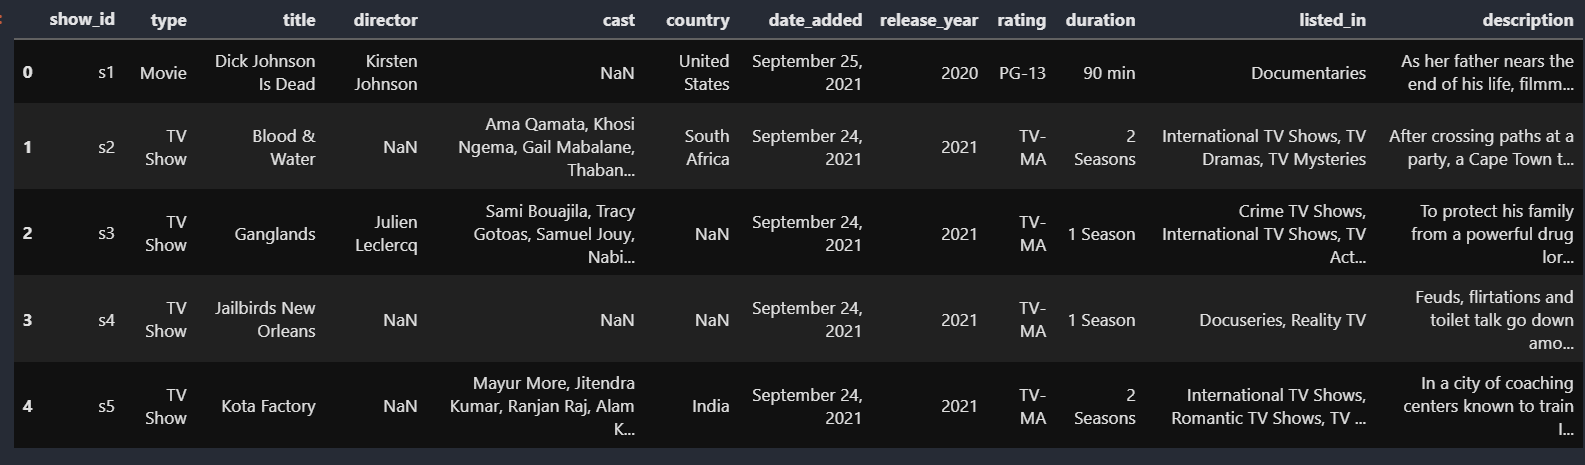 show_id type title director cast country date_added release_year rating duration listed_in description
0 s1 Movie Dick Johnson Is Dead Kirsten Johnson NaN United States September 25, 2021 2020 PG-13 90 min Documentaries As her father nears the end of his life, filmm...
1 s2 TV Show Blood & Water NaN Ama Qamata, Khosi Ngema, Gail Mabalane, Thaban... South Africa September 24, 2021 2021 TV-MA 2 Seasons International TV Shows, TV Dramas, TV Mysteries After crossing paths at a party, a Cape Town t...
2 s3 TV Show Ganglands Julien Leclercq Sami Bouajila, Tracy Gotoas, Samuel Jouy, Nabi... NaN September 24, 2021 2021 TV-MA 1 Season Crime TV Shows, International TV Shows, TV Act... To protect his family from a powerful drug lor...
3 s4 TV Show Jailbirds New Orleans NaN NaN NaN September 24, 2021 2021 TV-MA 1 Season Docuseries, Reality TV Feuds, flirtations and toilet talk go down amo...
4 s5 TV Show Kota Factory NaN Mayur More, Jitendra Kumar, Ranjan Raj, Alam K... India September 24, 2021 2021 TV-MA 2 Seasons International TV Shows, Romantic TV Shows, TV ... In a city of coaching centers known to train I...